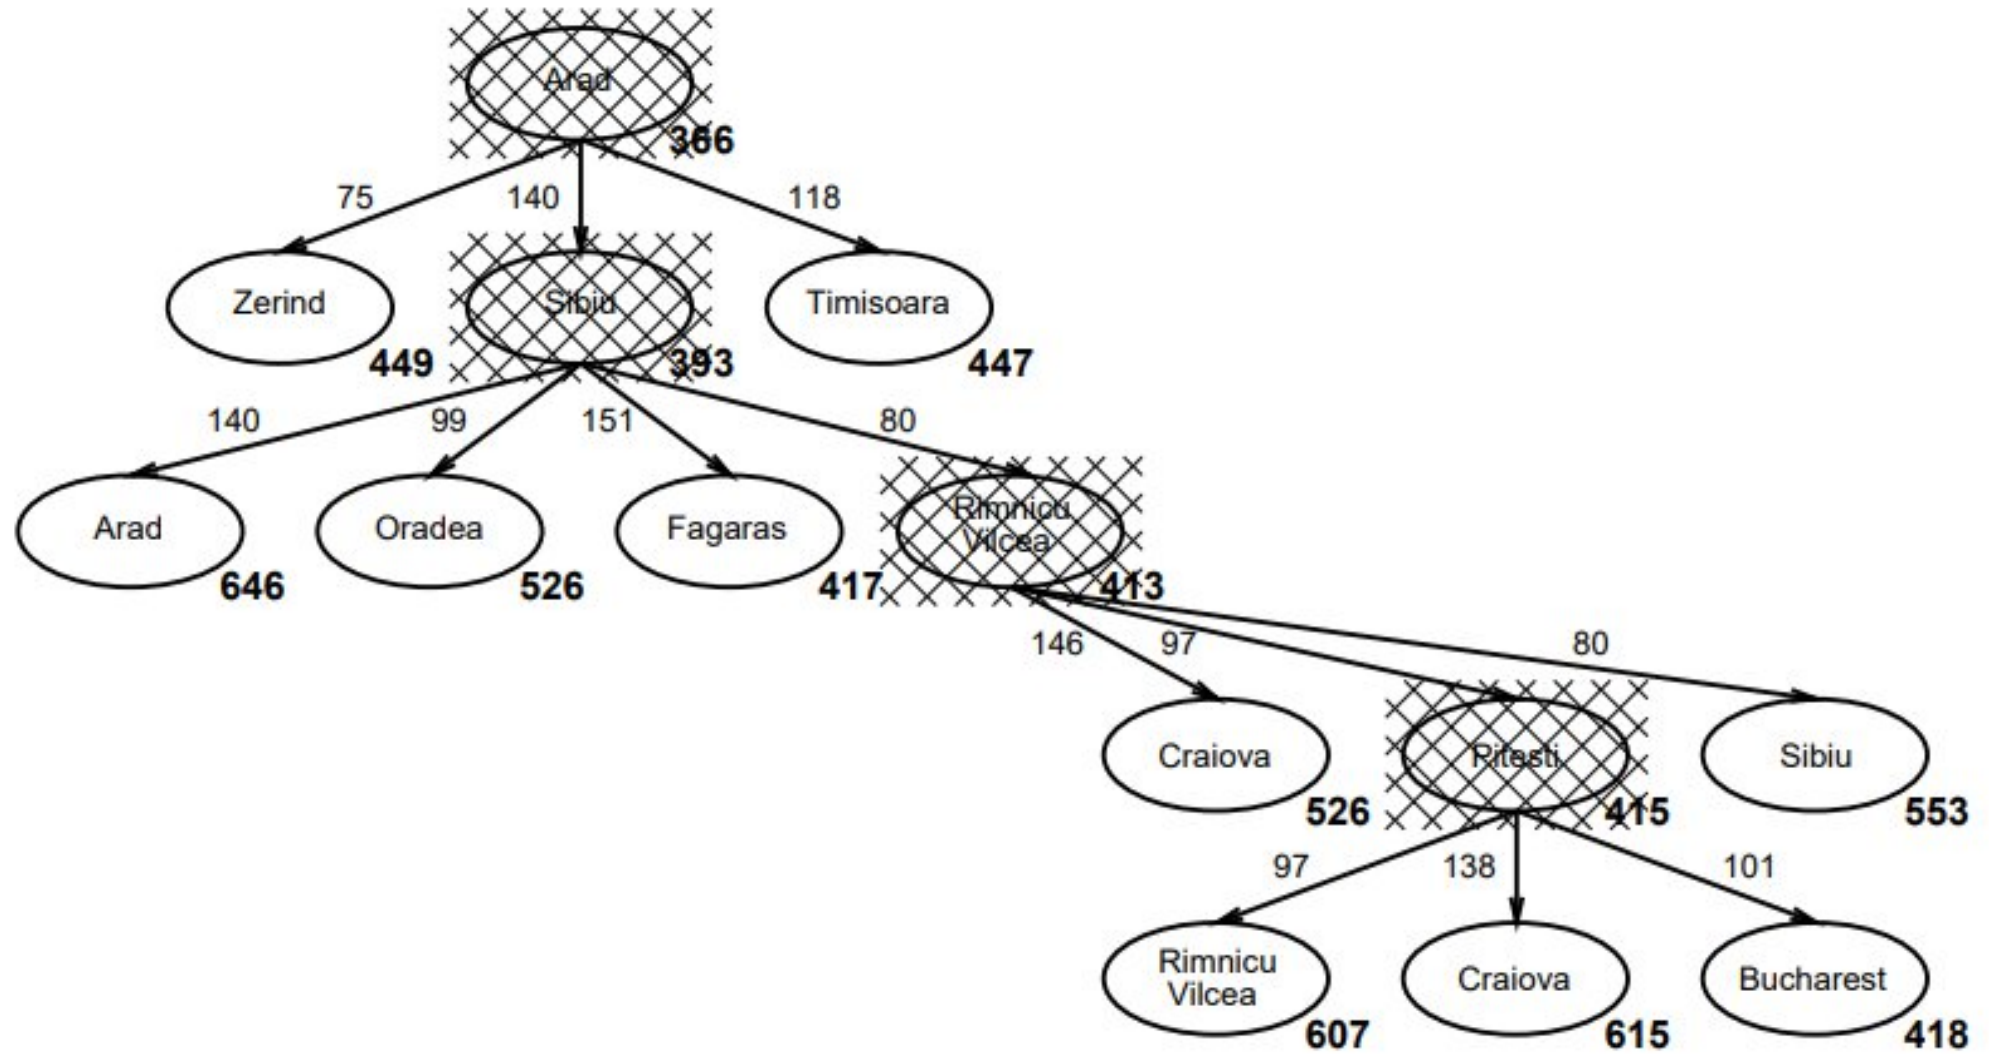 Arad
366
75
140
118
Zerind
449
Sibiu
393
Timisoara
447
140
99
151
80
Arad
646
Oradea
526
Fagaras
417
Rimnicu
Vilcea
413
146
97
80
Craiova
526
Pitesti
415
Sibiu
553
97
138
101
Rimnicu
Vilcea
607
Craiova
615
Bucharest
418